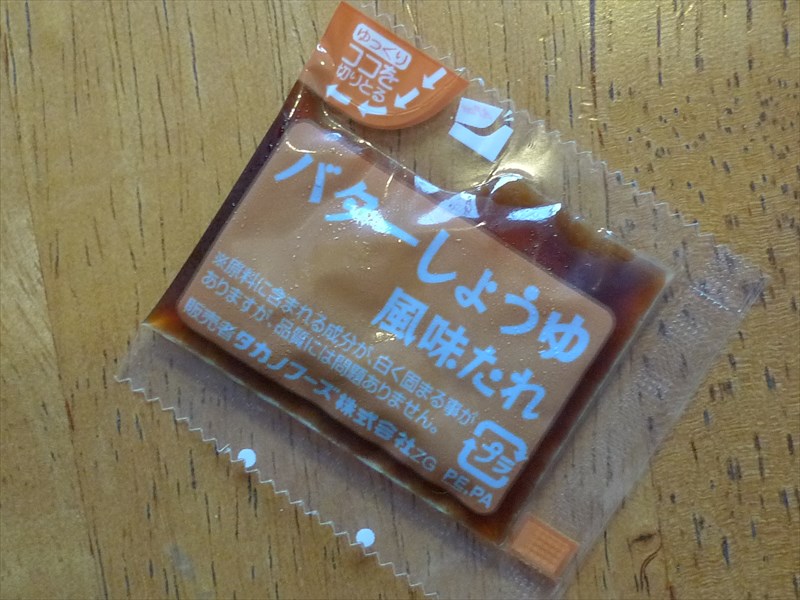 ゆっくり
ココを
切りとる
バターしょうゆ
風味たれ
※原料に含まれる成分が、白く固まる事が
ありますが、品質には問題ありません。
販売者タカノフーズ株式会社ZG PE,PA
プラ